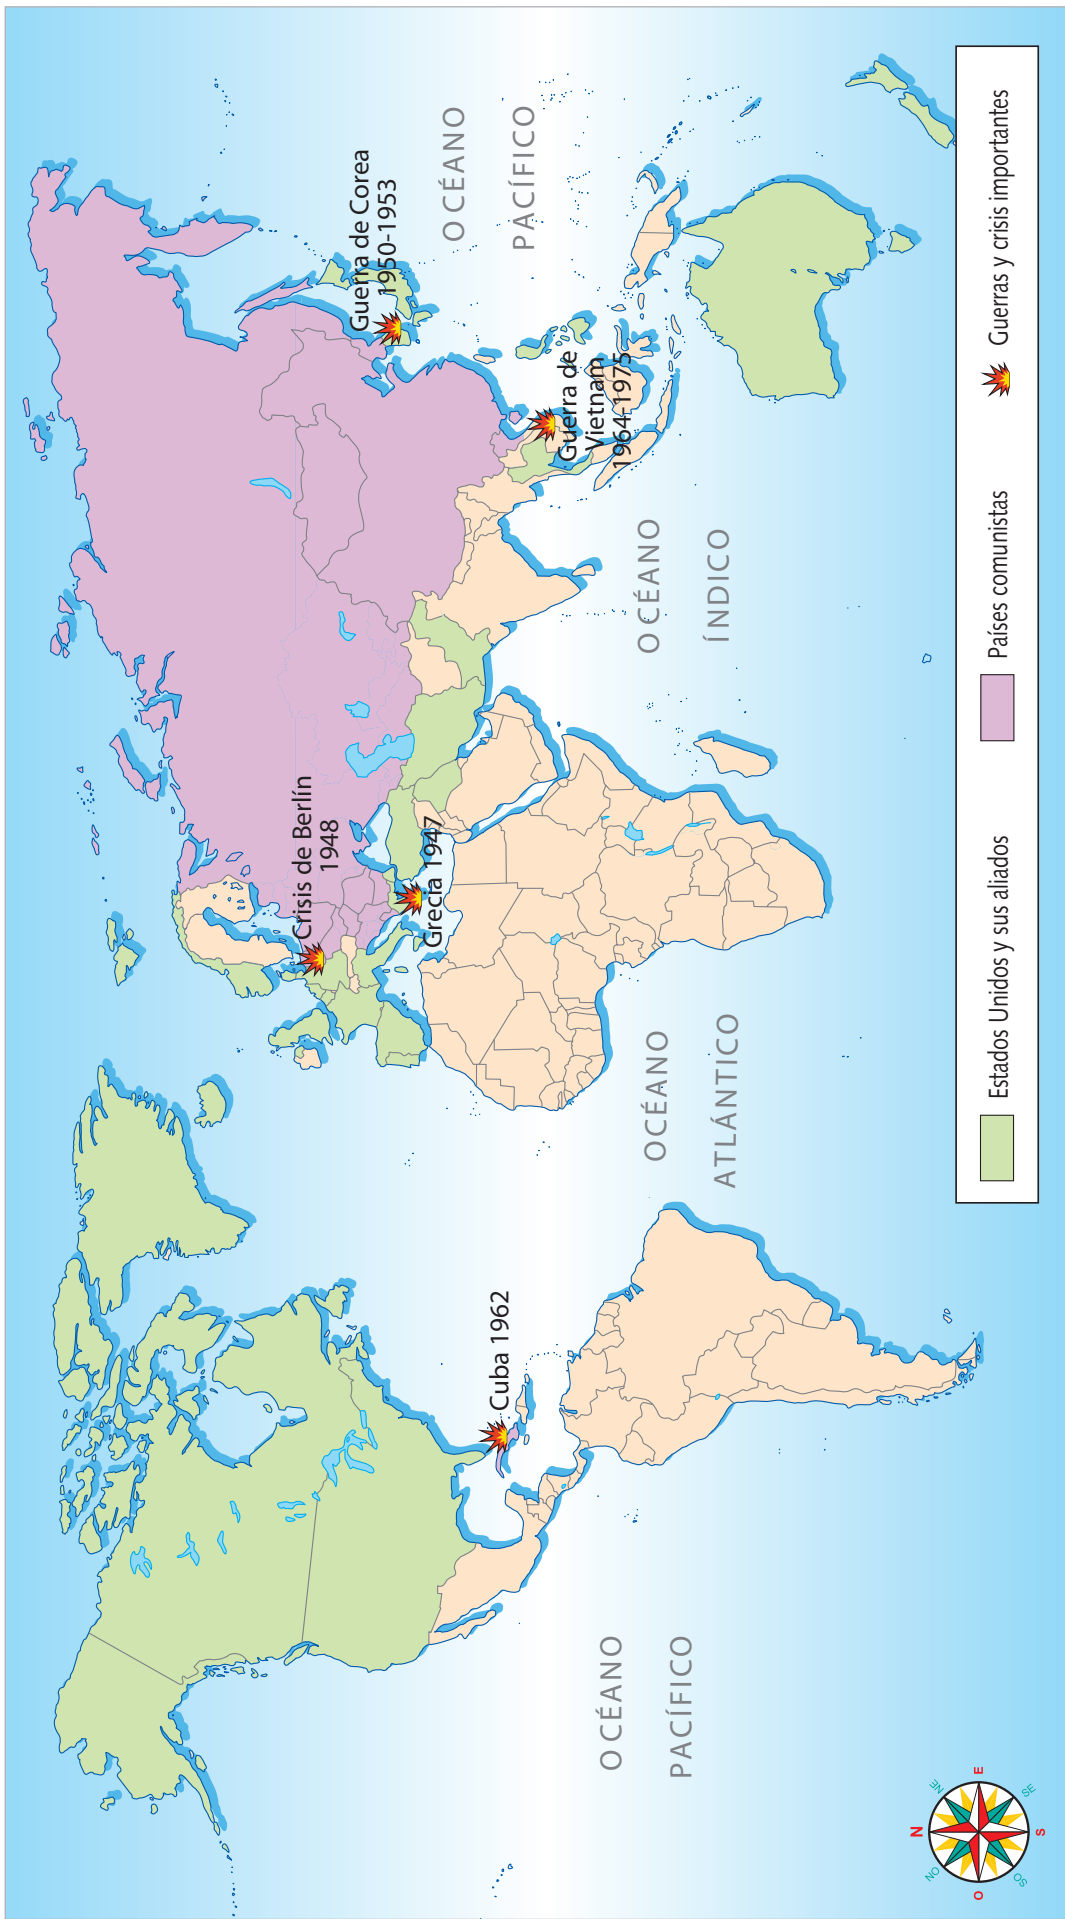 Crisis de Berlín
1948
Guerra de Corea
1950-1953
Grecia 1947
Cuba 1962
Guerra de
Vietnam
1964-1975
OCÉANO
PACÍFICO
OCÉANO
ATLÁNTICO
OCÉANO
ÍNDICO
OCÉANO
PACÍFICO
N
NE
E
SE
S
SO
O
NO
Estados Unidos y sus aliados
Países comunistas
Guerras y crisis importantes